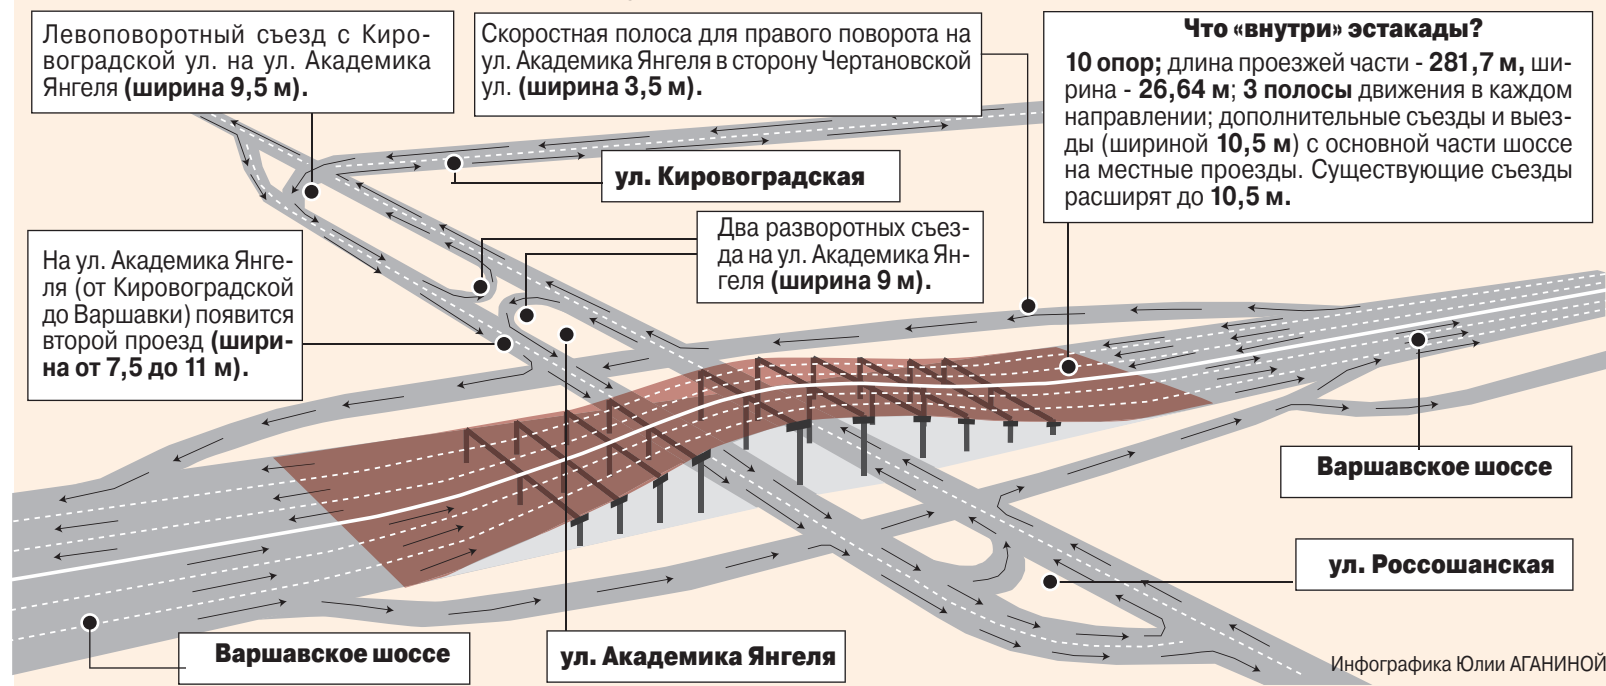 Левоповоротный съезд с Киро-
воградской ул. на ул. Академика
Янгеля (ширина 9,5 м).
Скоростная полоса для правого поворота на
ул. Академика Янгеля в сторону Чертановской
ул. (ширина 3,5 м).
Что «внутри» эстакады?
10 опор; длина проезжей части - 281,7 м, ши-
рина - 26,64 м; 3 полосы движения в каждом
направлении; дополнительные съезды и выез-
ды (шириной 10,5 м) с основной части шоссе
на местные проезды. Существующие съезды
расширят до 10,5 м.
ул. Кировоградская
Два разворотных съез-
да на ул. Академика Ян-
геля (ширина 9 м).
На ул. Академика Янге-
ля (от Кировоградской
до Варшавки) появится
второй проезд (шири-
на от 7,5 до 11 м).
Варшавское шоссе
ул. Россошанская
Варшавское шоссе
ул. Академика Янгеля
Инфографика Юлии АГАНИНОЙ